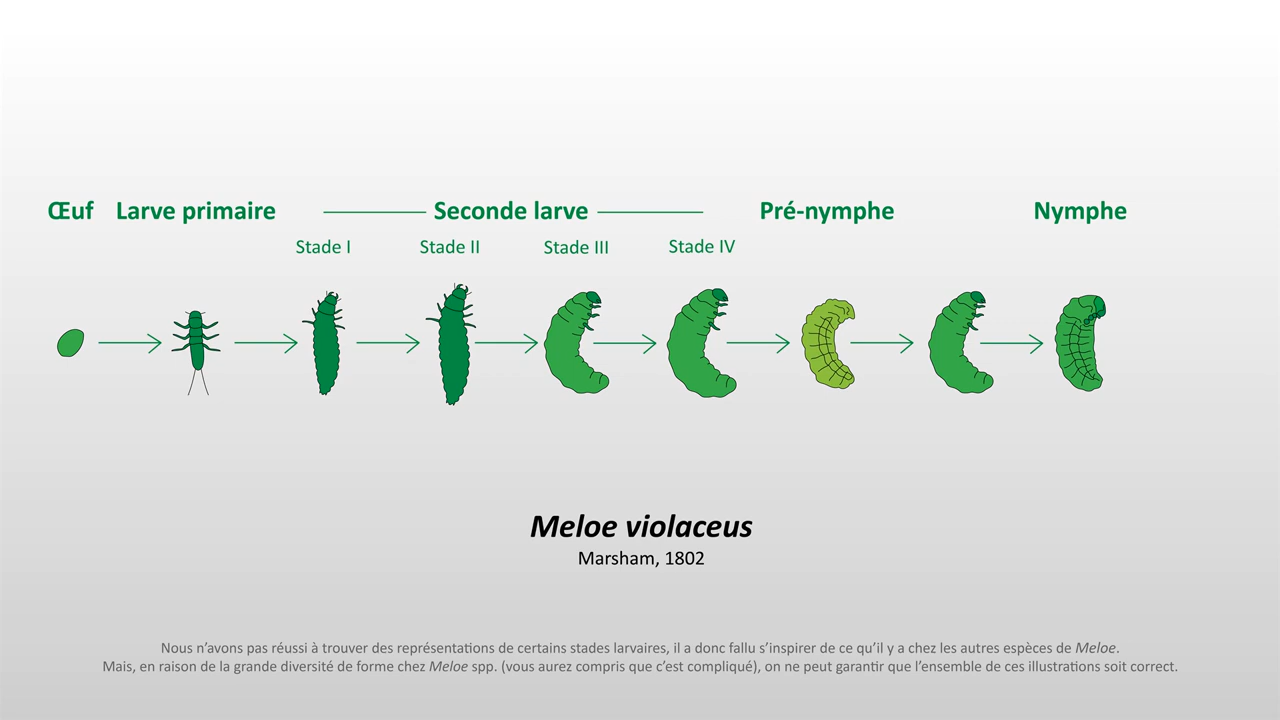 Œuf Larve primaire Seconde larve Pré-nymphe Nymphe
Stade I Stade II Stade III Stade IV
Meloe violaceus
Marsham, 1802
Nous n’avons pas réussi à trouver des représentations de certains stades larvaires, il a donc fallu s’inspirer de ce qu’il y a chez les autres espèces de Meloe.
Mais, en raison de la grande diversité de forme chez Meloe spp. (vous aurez compris que c’est compliqué), on ne peut garantir que l’ensemble de ces illustrations soit correct.